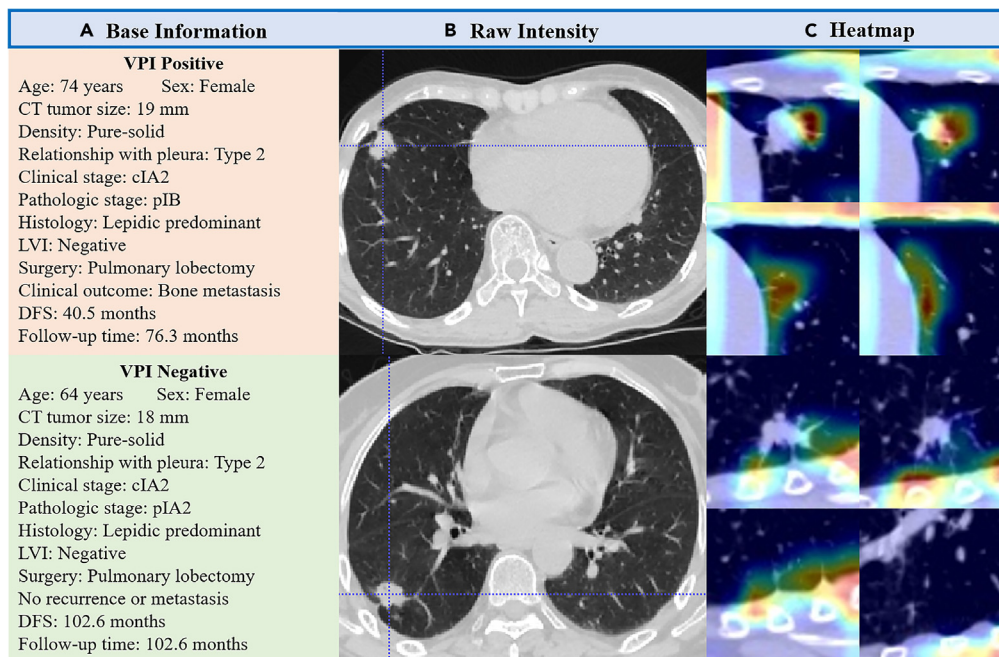 A Base Information
B Raw Intensity
C Heatmap
VPI Positive
Age: 74 years Sex: Female
CT tumor size: 19 mm
Density: Pure-solid
Relationship with pleura: Type 2
Clinical stage: cIA2
Pathologic stage: pIB
Histology: Lepidic predominant
LVI: Negative
Surgery: Pulmonary lobectomy
Clinical outcome: Bone metastasis
DFS: 40.5 months
Follow-up time: 76.3 months
VPI Negative
Age: 64 years Sex: Female
CT tumor size: 18 mm
Density: Pure-solid
Relationship with pleura: Type 2
Clinical stage: cIA2
Pathologic stage: pIA2
Histology: Lepidic predominant
LVI: Negative
Surgery: Pulmonary lobectomy
No recurrence or metastasis
DFS: 102.6 months
Follow-up time: 102.6 months